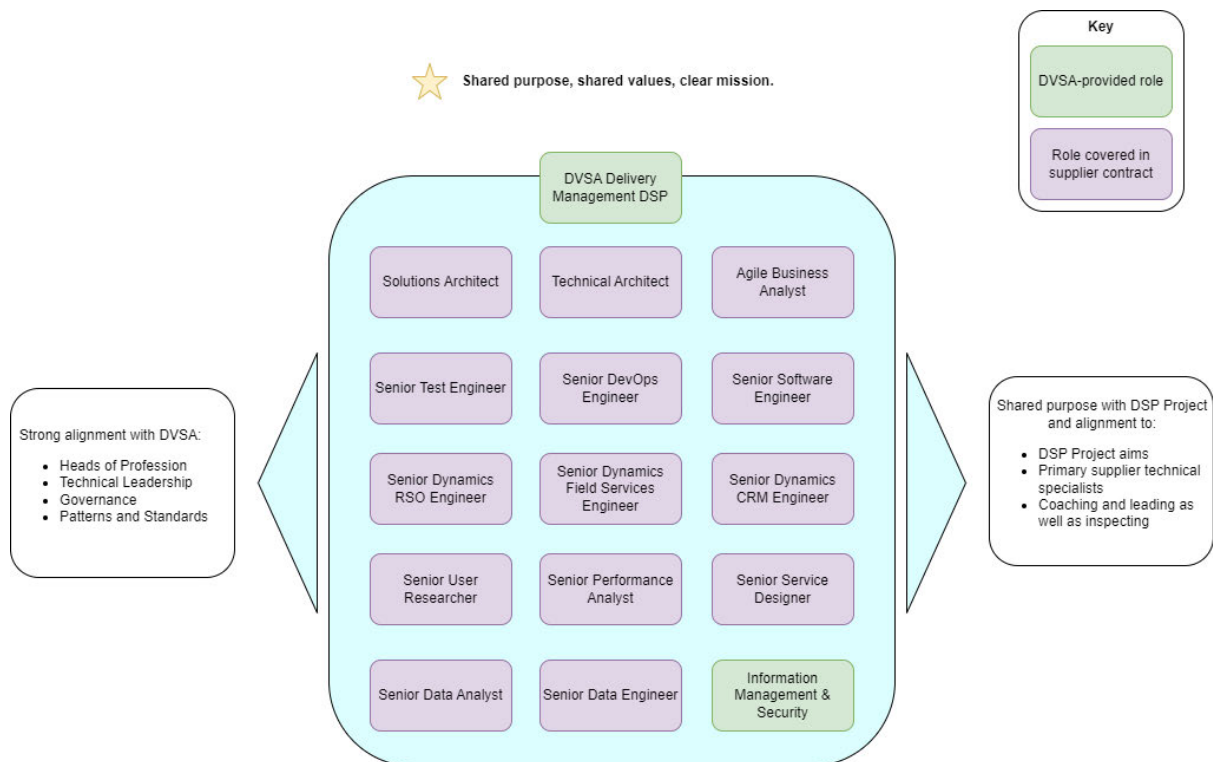 Key
DVSA-provided role
Role covered in
supplier contract
Shared purpose, shared values, clear mission.
DVSA Delivery
Management DSP
Solutions Architect
Technical Architect
Agile Business
Analyst
Senior Test Engineer
Senior DevOps
Engineer
Senior Software
Engineer
Senior Dynamics
RSO Engineer
Senior Dynamics
Field Services
Engineer
Senior Dynamics
CRM Engineer
Senior User
Researcher
Senior Performance
Analyst
Senior Service
Designer
Senior Data Analyst
Senior Data Engineer
Information
Management &
Security
Strong alignment with DVSA:
• Heads of Profession
• Technical Leadership
• Governance
• Patterns and Standards
Shared purpose with DSP Project
and alignment to:
• DSP Project aims
• Primary supplier technical
specialists
• Coaching and leading as
well as inspecting